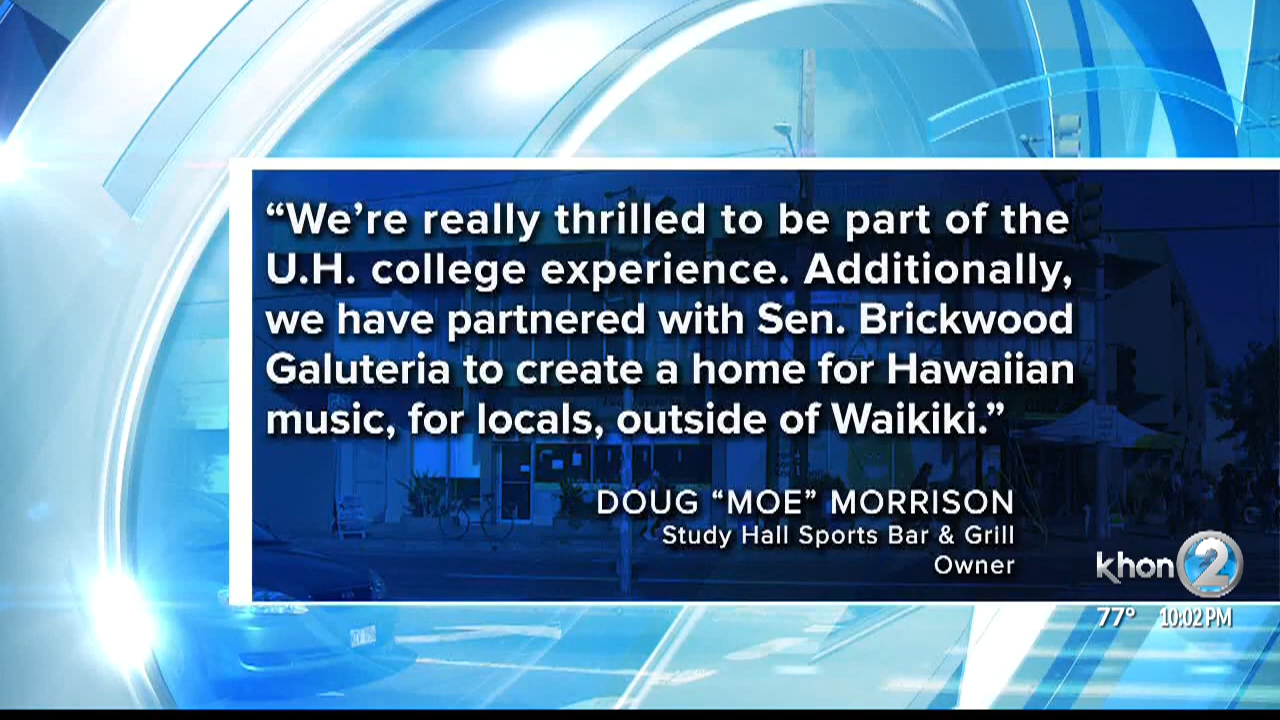 “We’re really thrilled to be part of the
U.H. college experience. Additionally,
we have partnered with Sen. Brickwood
Galuteria to create a home for Hawaiian
music, for locals, outside of Waikiki.”
DOUG “MOE” MORRISON
Study Hall Sports Bar & Grill
Owner
khon 2
77° 10:02 PM